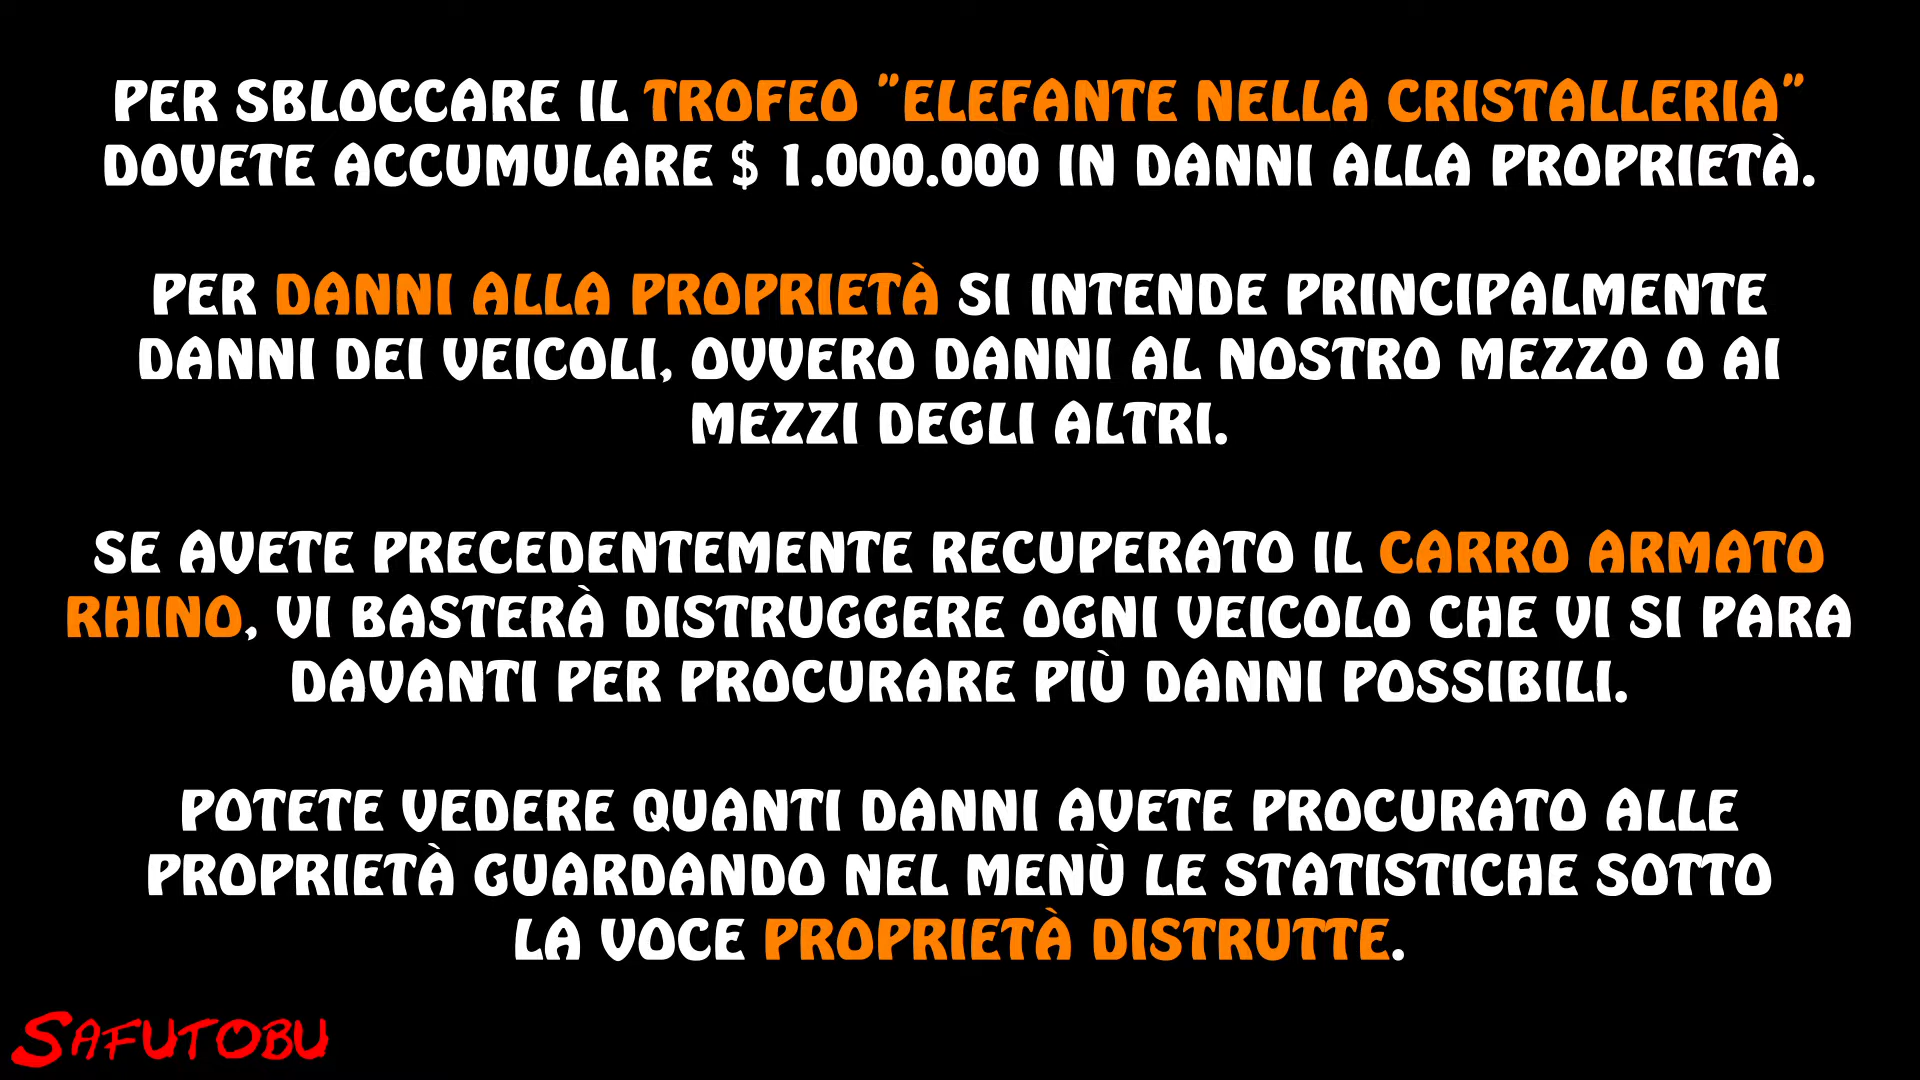 PER SBLOCCARE IL TROFEO "ELEFANTE NELLA CRISTALLERIA"
DOVETE ACCUMULARE $ 1.000.000 IN DANNI ALLA PROPRIETÀ.
PER DANNI ALLA PROPRIETÀ SI INTENDE PRINCIPALMENTE
DANNI DEI VEICOLI, OVVERO DANNI AL NOSTRO MEZZO O AI
MEZZI DEGLI ALTRI.
SE AVETE PRECEDENTEMENTE RECUPERATO IL CARRO ARMATO
RHINO, VI BASTERÀ DISTRUGGERE OGNI VEICOLO CHE VI SI PARA
DAVANTI PER PROCURARE PIÙ DANNI POSSIBILI.
POTETE VEDERE QUANTI DANNI AVETE PROCURATO ALLE
PROPRIETÀ GUARDANDO NEL MENÙ LE STATISTICHE SOTTO
LA VOCE PROPRIETÀ DISTRUTTE.
SAFUTOBU